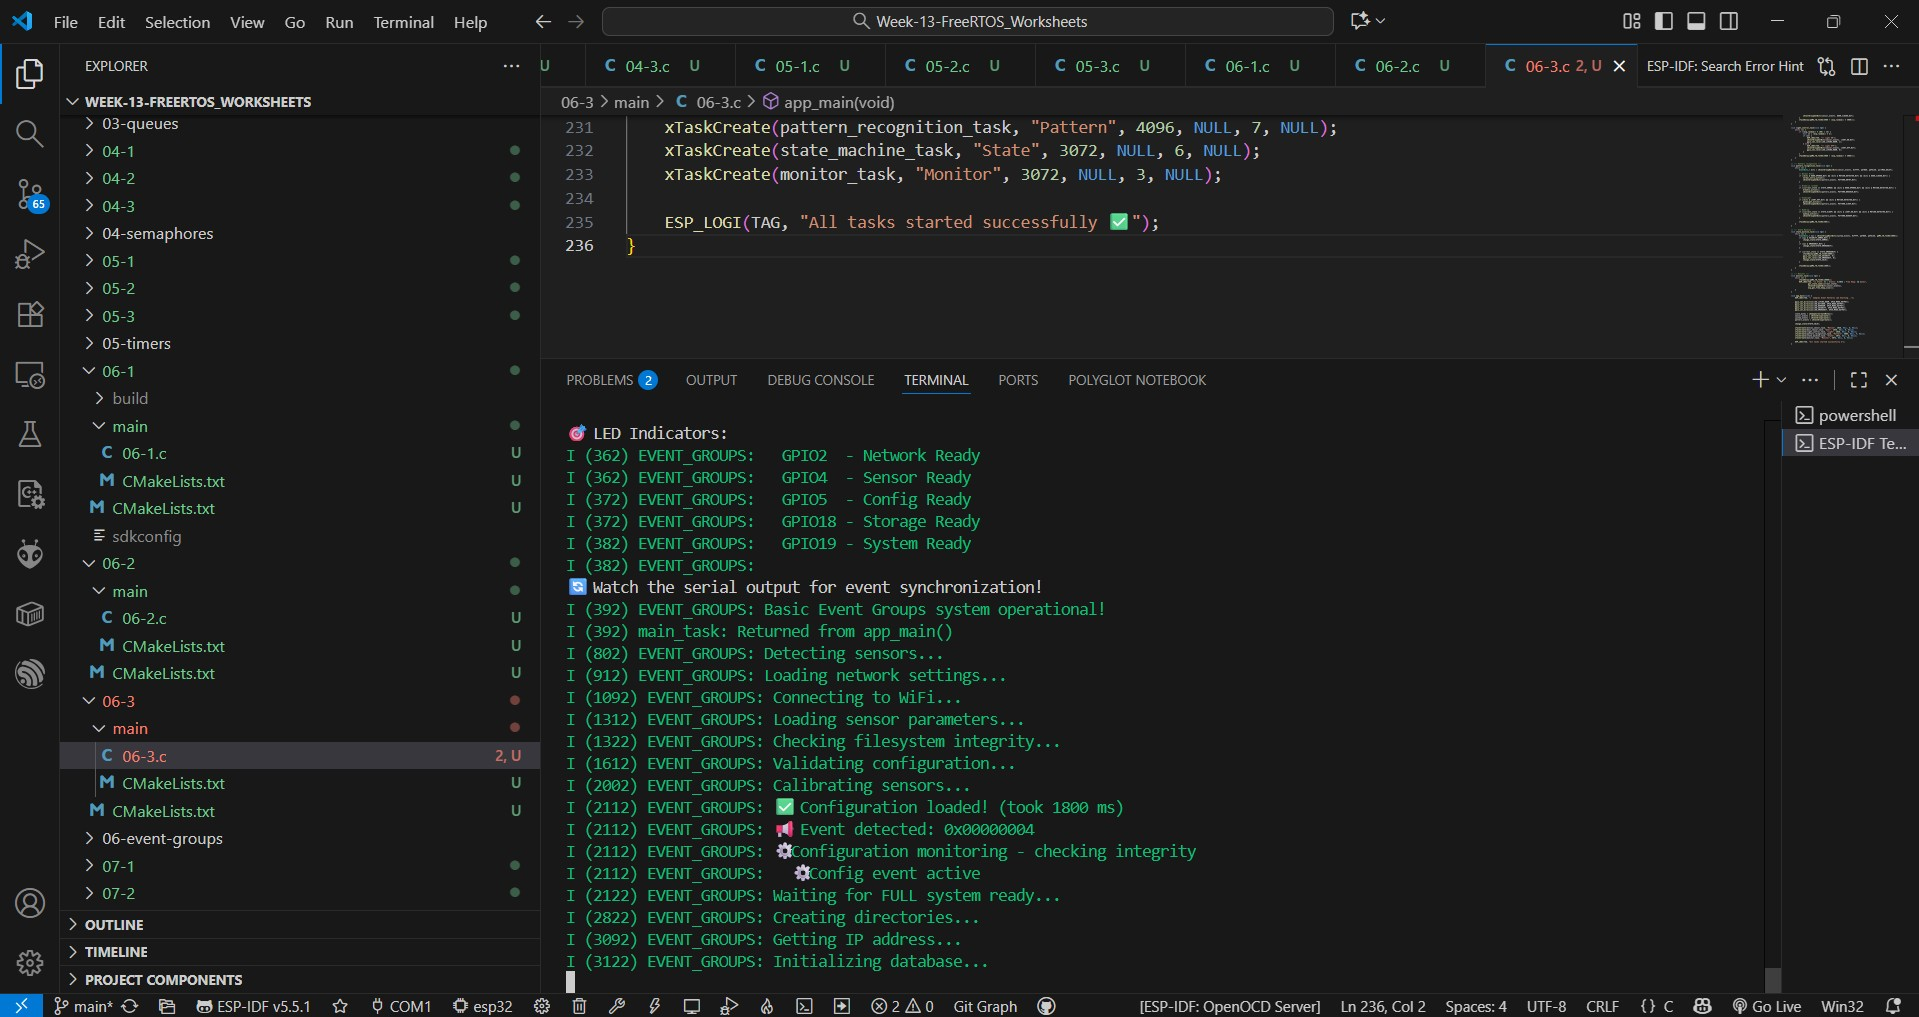 File Edit Selection View Go Run Terminal Help
Week-13-FreeRTOS_Worksheets
EXPLORER
U C 04-3.c U C 05-1.c U C 05-2.c U C 05-3.c U C 06-1.c U C 06-2.c U C 06-3.c 2, U ESP-IDF: Search Error Hint
WEEK-13-FREERTOS_WORKSHEETS
03-queues
04-1
04-2
04-3
04-semaphores
05-1
05-2
05-3
05-timers
06-1
build
main
C 06-1.c U
M CMakeLists.txt U
M CMakeLists.txt U
sdkconfig
06-2
main
C 06-2.c U
M CMakeLists.txt U
M CMakeLists.txt U
06-3
main
C 06-3.c 2, U
M CMakeLists.txt U
M CMakeLists.txt U
06-event-groups
07-1
07-2
OUTLINE
TIMELINE
PROJECT COMPONENTS
65
06-3 > main > C 06-3.c > app_main(void)
231 xTaskCreate(pattern_recognition_task, "Pattern", 4096, NULL, 7, NULL);
232 xTaskCreate(state_machine_task, "State", 3072, NULL, 6, NULL);
233 xTaskCreate(monitor_task, "Monitor", 3072, NULL, 3, NULL);
234
235 ESP_LOGI(TAG, "All tasks started successfully ✅");
236 }
PROBLEMS 2 OUTPUT DEBUG CONSOLE TERMINAL PORTS POLYGLOT NOTEBOOK
powershell
ESP-IDF Te...
🎯 LED Indicators:
I (362) EVENT_GROUPS:   GPIO2  - Network Ready
I (362) EVENT_GROUPS:   GPIO4  - Sensor Ready
I (372) EVENT_GROUPS:   GPIO5  - Config Ready
I (372) EVENT_GROUPS:   GPIO18 - Storage Ready
I (382) EVENT_GROUPS:   GPIO19 - System Ready
I (382) EVENT_GROUPS:
🔄 Watch the serial output for event synchronization!
I (392) EVENT_GROUPS: Basic Event Groups system operational!
I (392) main_task: Returned from app_main()
I (802) EVENT_GROUPS: Detecting sensors...
I (912) EVENT_GROUPS: Loading network settings...
I (1092) EVENT_GROUPS: Connecting to WiFi...
I (1312) EVENT_GROUPS: Loading sensor parameters...
I (1322) EVENT_GROUPS: Checking filesystem integrity...
I (1612) EVENT_GROUPS: Validating configuration...
I (2002) EVENT_GROUPS: Calibrating sensors...
I (2112) EVENT_GROUPS: ✅ Configuration loaded! (took 1800 ms)
I (2112) EVENT_GROUPS: 📢 Event detected: 0x00000004
I (2112) EVENT_GROUPS: ⚙️Configuration monitoring - checking integrity
I (2112) EVENT_GROUPS:   ⚙️Config event active
I (2122) EVENT_GROUPS: Waiting for FULL system ready...
I (2822) EVENT_GROUPS: Creating directories...
I (3092) EVENT_GROUPS: Getting IP address...
I (3122) EVENT_GROUPS: Initializing database...
main* ESP-IDF v5.5.1 COM1 esp32 2 0 Git Graph [ESP-IDF: OpenOCD Server] Ln 236, Col 2 Spaces: 4 UTF-8 CRLF {} C Go Live Win32